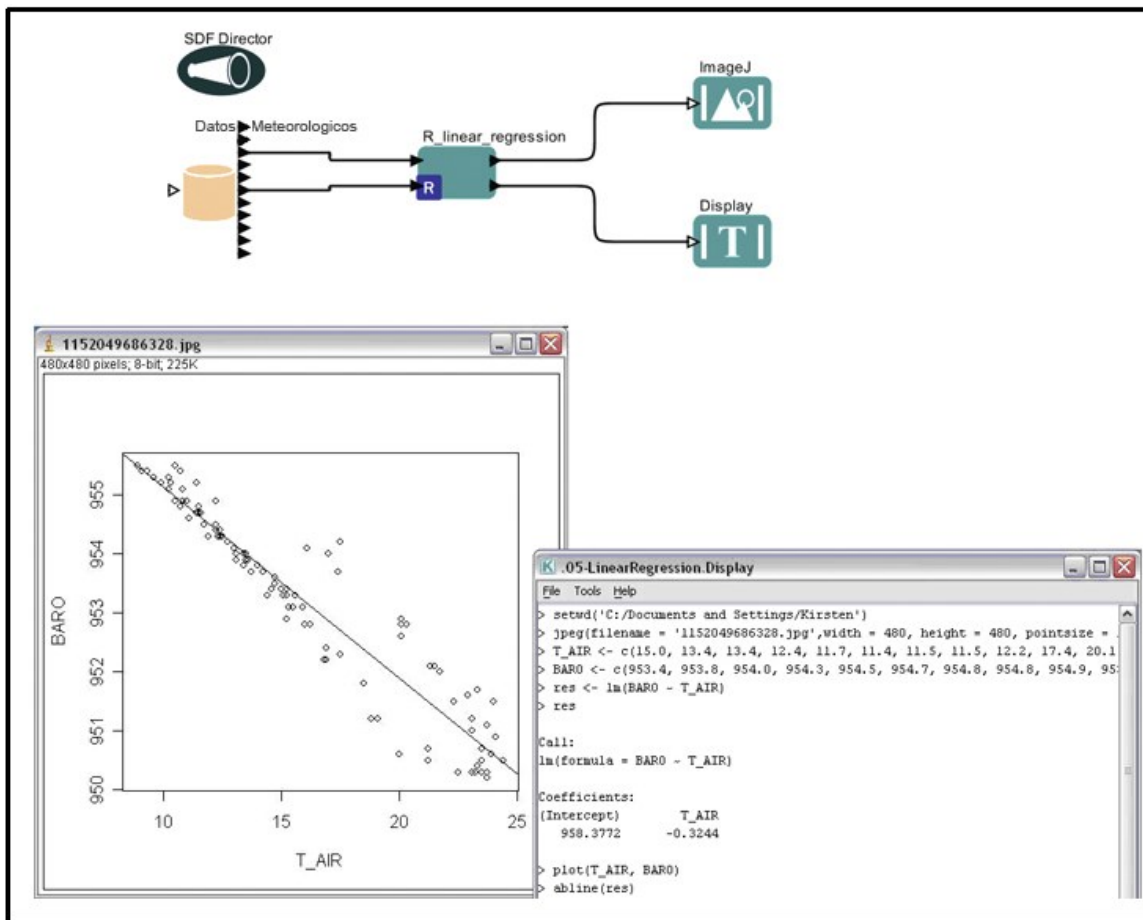 SDF Director
ImageJ
Datos Meteorologicos
R_linear_regression
R
Display
T
1152049686328.jpg
480x480 pixels; 8-bit; 225K
955
954
953
952
951
950
BARO
10 15 20 25
T_AIR
.05-LinearRegression.Display
File Tools Help
> setwd('C:/Documents and Settings/Kirsten')
> jpeg(filename = '1152049686328.jpg',width = 480, height = 480, pointsize =
> T_AIR <- c(15.0, 13.4, 13.4, 12.4, 11.7, 11.4, 11.5, 11.5, 12.2, 17.4, 20.1
> BARO <- c(953.4, 953.8, 954.0, 954.3, 954.5, 954.7, 954.8, 954.8, 954.9,
> res <- lm(BARO ~ T_AIR)
> res
Call:
lm(formula = BARO ~ T_AIR)
Coefficients:
(Intercept) T_AIR
958.3772 -0.3244
> plot(T_AIR, BARO)
> abline(res)